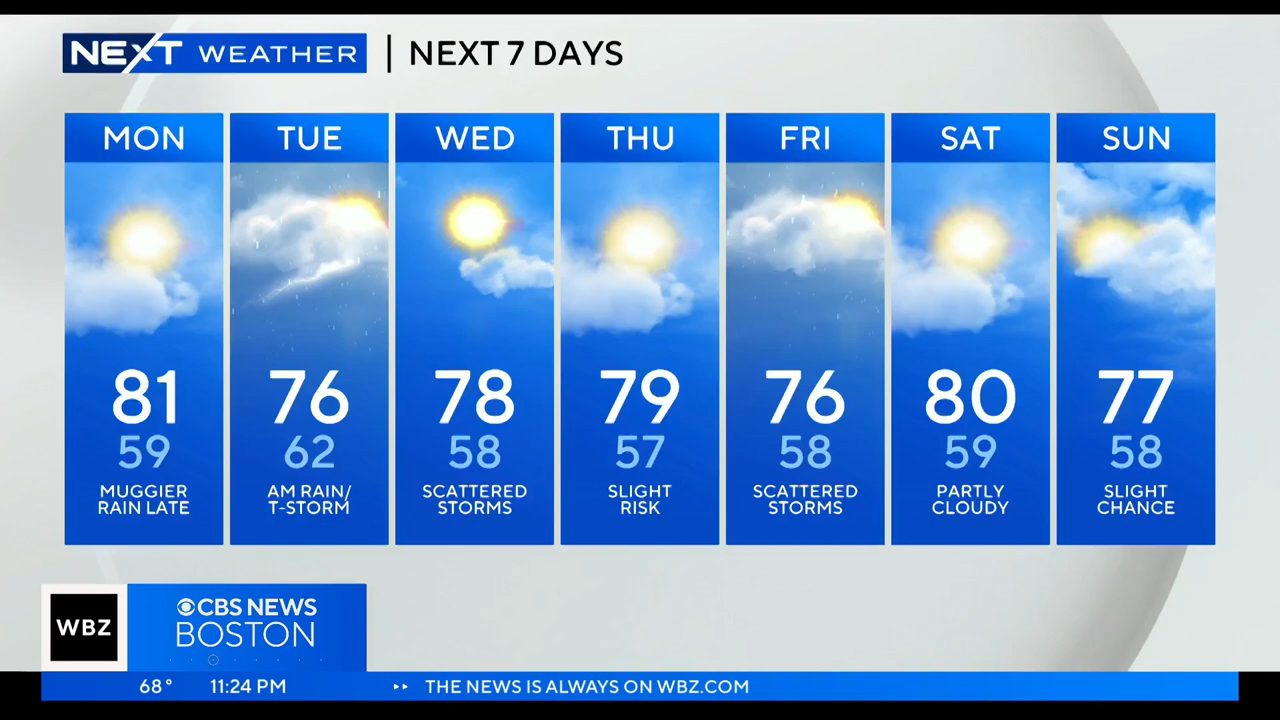 NEXT WEATHER | NEXT 7 DAYS
MON
81
59
MUGGIER
RAIN LATE
TUE
76
62
AM RAIN/
T-STORM
WED
78
58
SCATTERED
STORMS
THU
79
57
SLIGHT
RISK
FRI
76
58
SCATTERED
STORMS
SAT
80
59
PARTLY
CLOUDY
SUN
77
58
SLIGHT
CHANCE
WBZ
CBS NEWS
BOSTON
68° 11:24 PM THE NEWS IS ALWAYS ON WBZ.COM